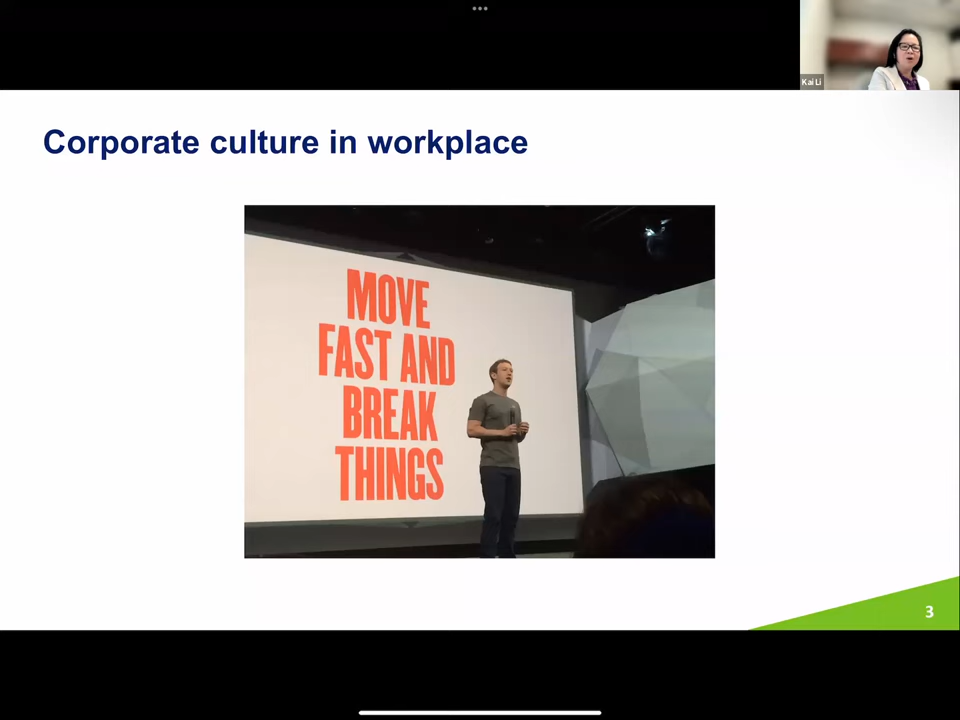 Kai Li
Corporate culture in workplace
MOVE
FAST AND
BREAK
THINGS
3